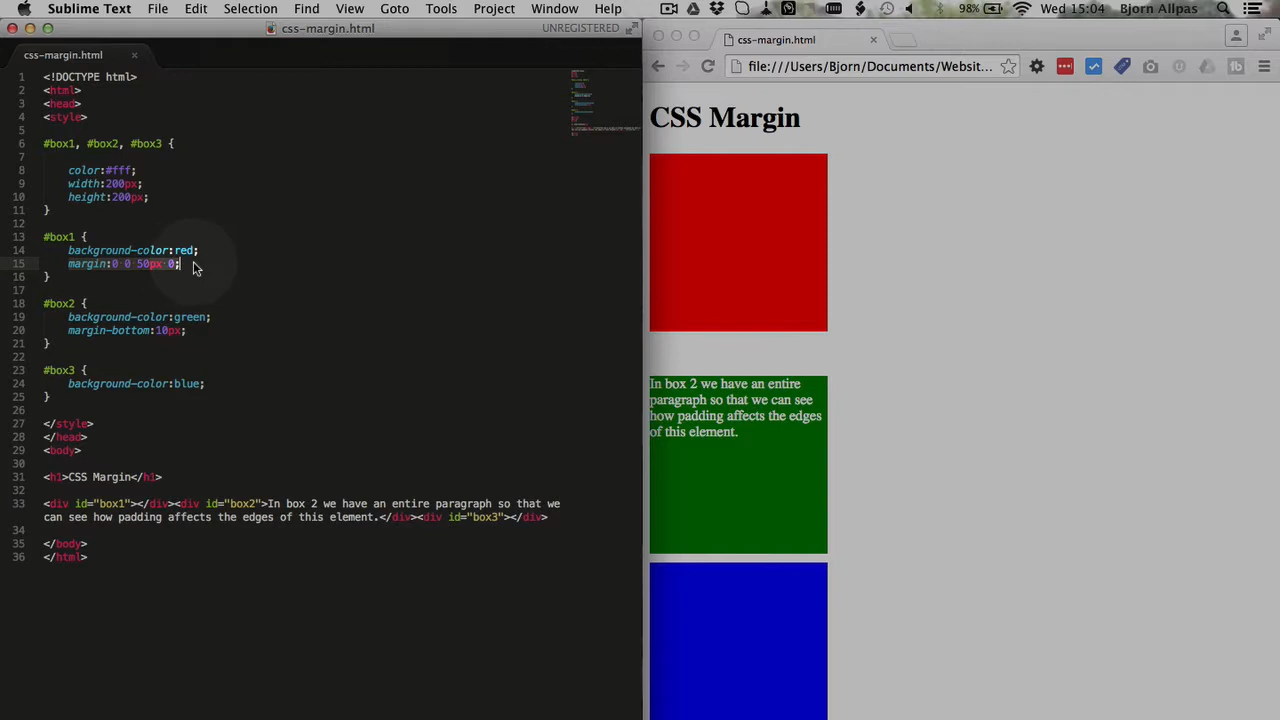 Sublime Text File Edit Selection Find View Goto Tools Project Window Help 98% Wed 15:04 Bjorn Allpas
css-margin.html UNREGISTERED
css-margin.html
1 <!DOCTYPE html>
2 <html>
3 <head>
4 <style>
5
6 #box1, #box2, #box3 {
7
8 color:#fff;
9 width:200px;
10 height:200px;
11 }
12
13 #box1 {
14 background-color:red;
15 margin:0 0 50px 0;
16 }
17
18 #box2 {
19 background-color:green;
20 margin-bottom:10px;
21 }
22
23 #box3 {
24 background-color:blue;
25 }
26
27 </style>
28 </head>
29 <body>
30
31 <h1>CSS Margin</h1>
32
33 <div id="box1"></div><div id="box2">In box 2 we have an entire paragraph so that we
can see how padding affects the edges of this element.</div><div id="box3"></div>
34
35 </body>
36 </html>
css-margin.html
file:///Users/Bjorn/Documents/Websit...
CSS Margin
In box 2 we have an entire
paragraph so that we can see
how padding affects the edges
of this element.